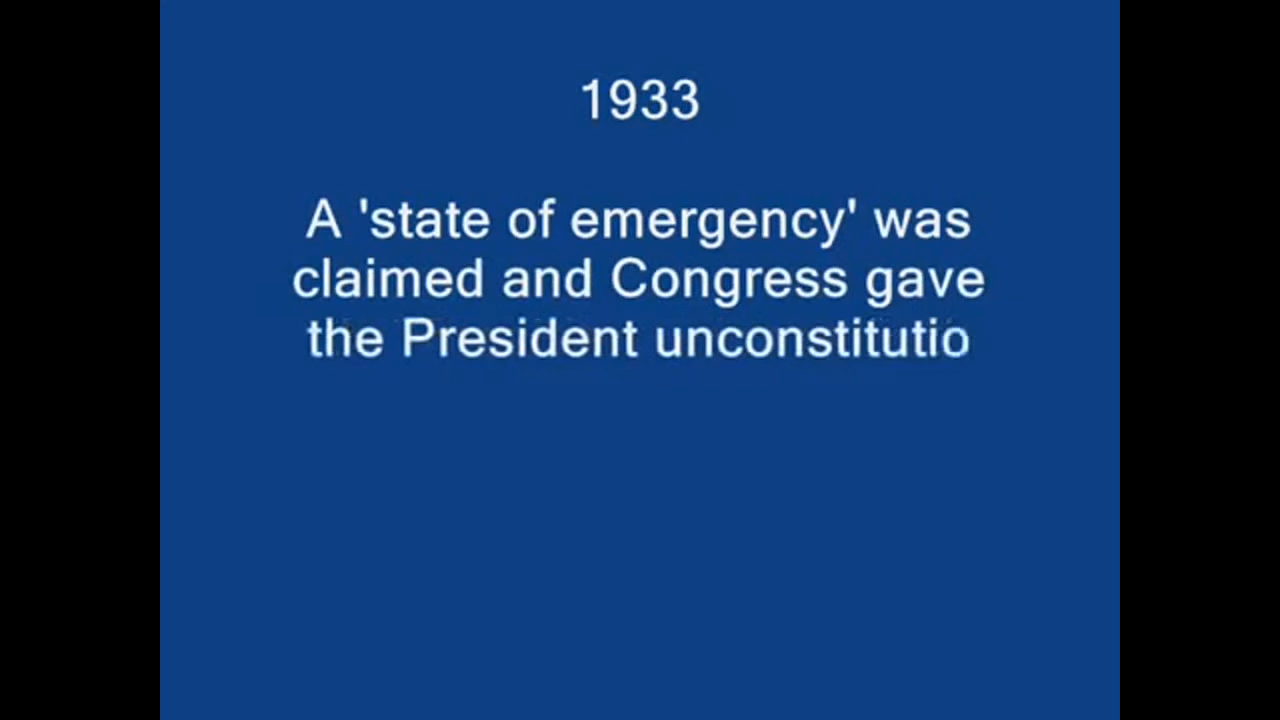 1933
A 'state of emergency' was
claimed and Congress gave
the President unconstitutio